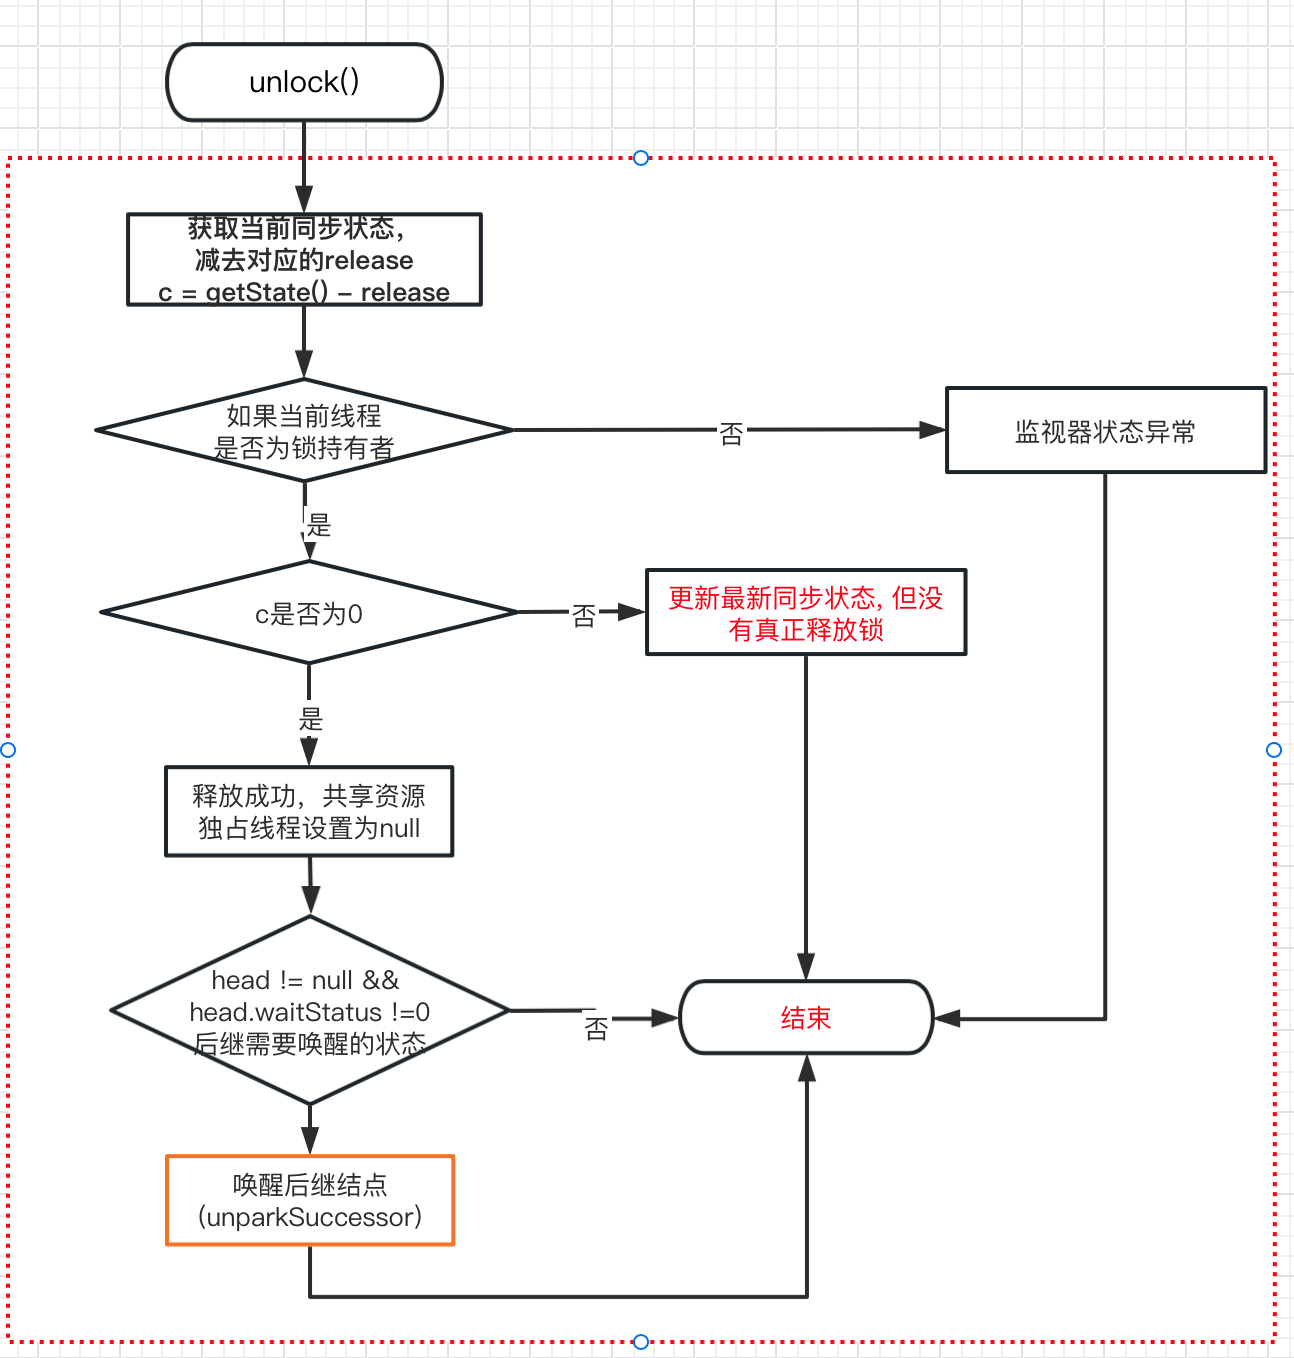 unlock()
获取当前同步状态，
减去对应的release
c = getState() – release
如果当前线程
是否为锁持有者
否
监视器状态异常
是
c是否为0
否
更新最新同步状态, 但没
有真正释放锁
是
释放成功，共享资源
独占线程设置为null
head != null &&
head.waitStatus !=0
后继需要唤醒的状态
否
结束
唤醒后继结点
(unparkSuccessor)